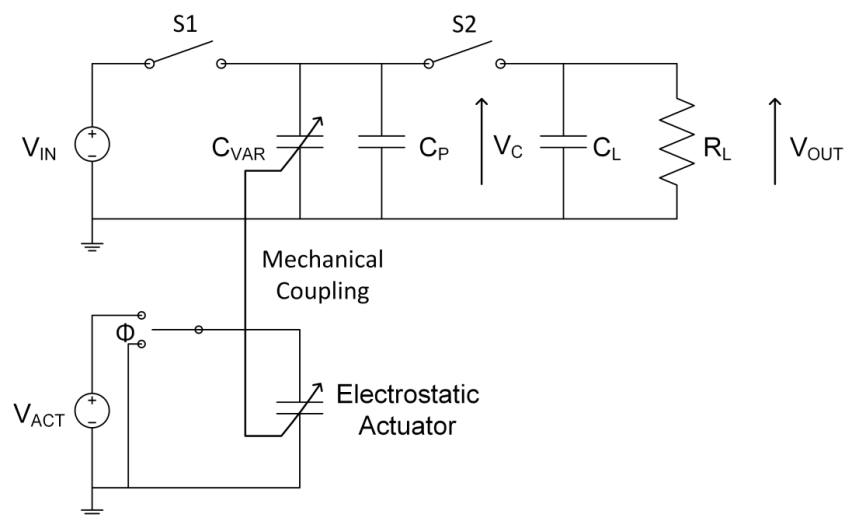 S1 S2
V_IN C_VAR C_P V_C C_L R_L V_OUT
Mechanical
Coupling
Φ
V_ACT
Electrostatic
Actuator